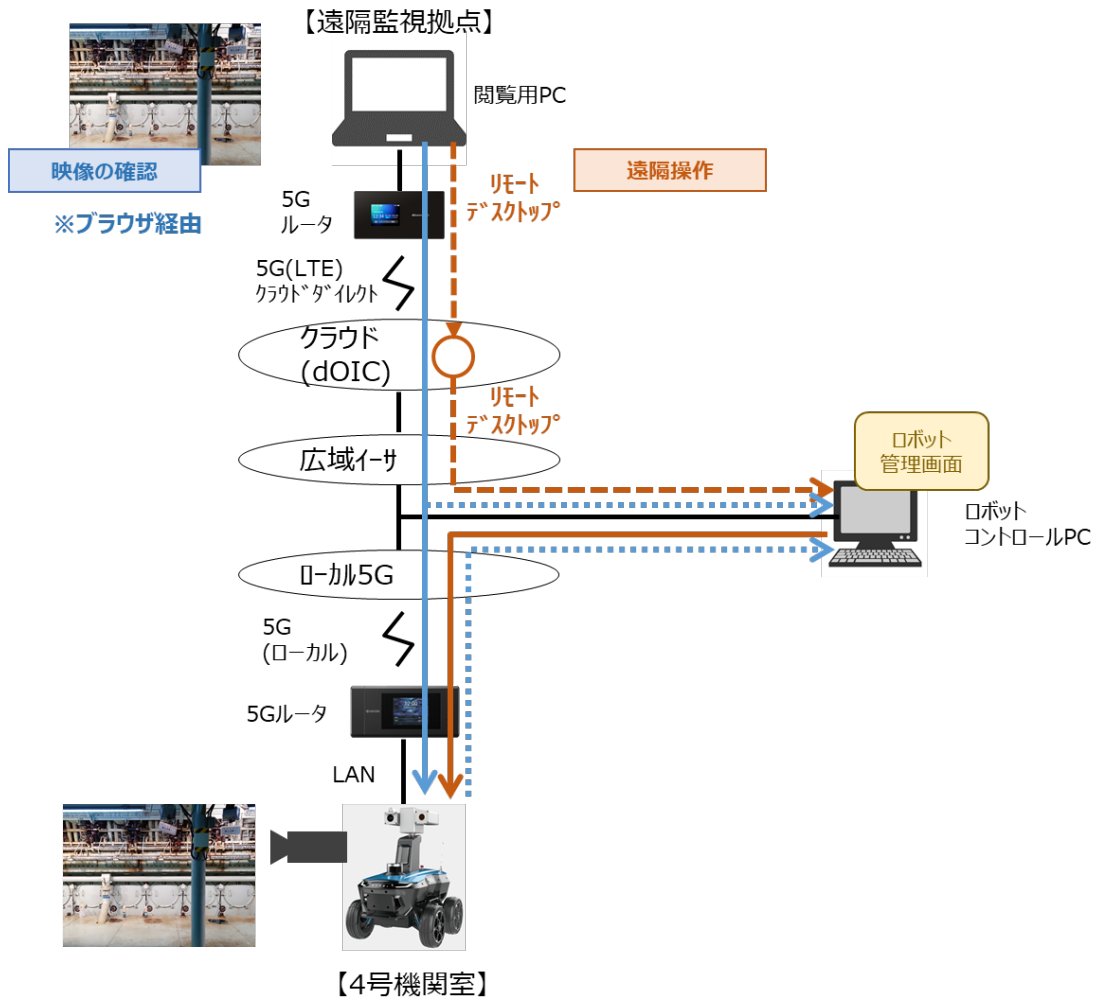 【遠隔監視拠点】
閲覧用PC
映像の確認
※ブラウザ経由
遠隔操作
ﾘﾓｰﾄ
ﾃﾞｽｸﾄｯﾌﾟ
5G
ルータ
5G(LTE)
ｸﾗｳﾄﾞﾀﾞｲﾚｸﾄ
クラウド
(dOIC)
ﾘﾓｰﾄ
ﾃﾞｽｸﾄｯﾌﾟ
広域ｲｰｻ
ロボット
管理画面
ロボット
コントロールPC
ﾛｰｶﾙ5G
5G
(ローカル)
5Gルータ
LAN
【4号機関室】